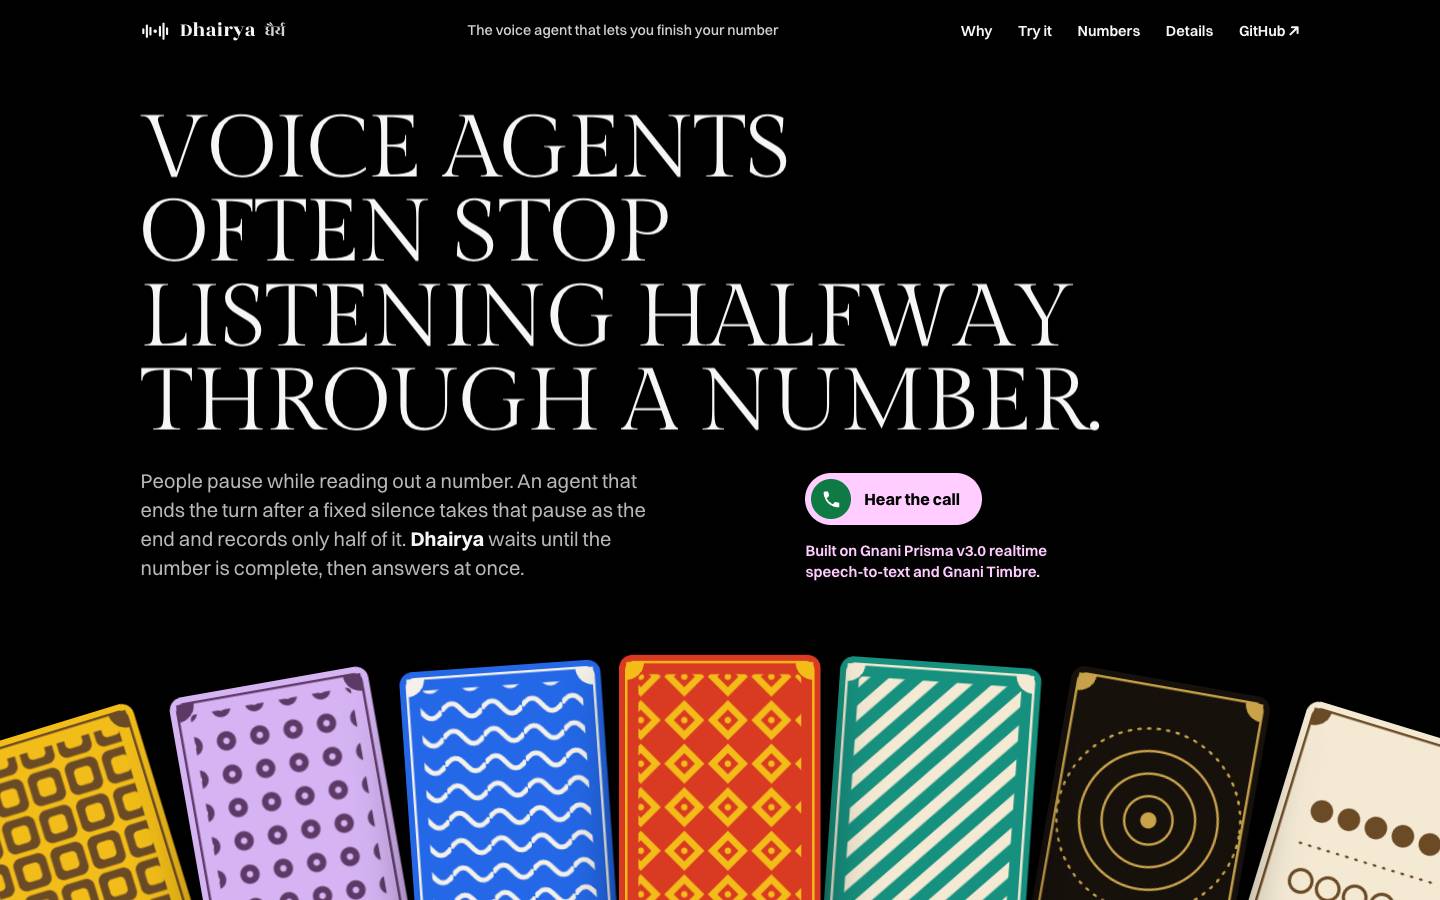 Dhairya धैर्य
The voice agent that lets you finish your number
Why Try it Numbers Details GitHub ↗
VOICE AGENTS
OFTEN STOP
LISTENING HALFWAY
THROUGH A NUMBER.
People pause while reading out a number. An agent that
ends the turn after a fixed silence takes that pause as the
end and records only half of it. Dhairya waits until the
number is complete, then answers at once.
Hear the call
Built on Gnani Prisma v3.0 realtime
speech-to-text and Gnani Timbre.